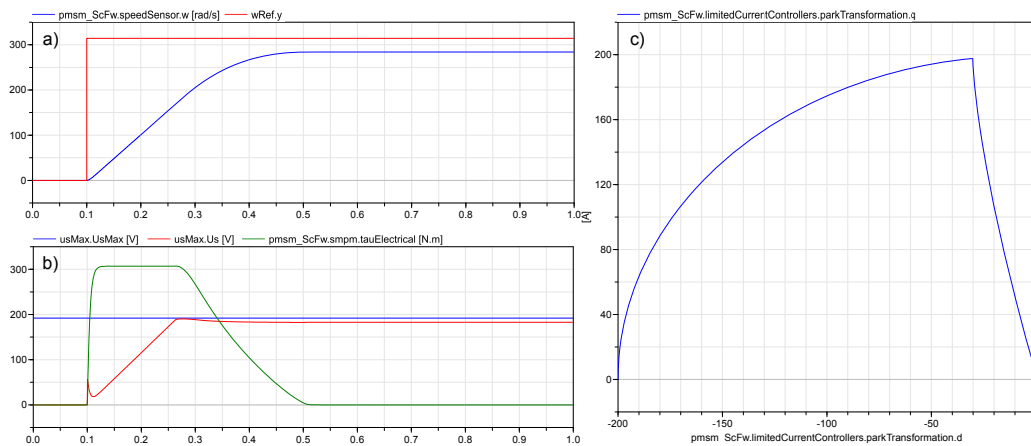 pmsm_ScFw.speedSensor.w [rad/s] wRef.y
a)
300
200
100
0
0.0 0.1 0.2 0.3 0.4 0.5 0.6 0.7 0.8 0.9 1.0
usMax.UsMax [V] usMax.Us [V] pmsm_ScFw.smpm.tauElectrical [N.m]
b)
300
200
100
0
0.0 0.1 0.2 0.3 0.4 0.5 0.6 0.7 0.8 0.9 1.0
pmsm_ScFw.limitedCurrentControllers.parkTransformation.q
c)
200
160
120
80
40
0
[A]
-200 -150 -100 -50
pmsm_ScFw.limitedCurrentControllers.parkTransformation.d